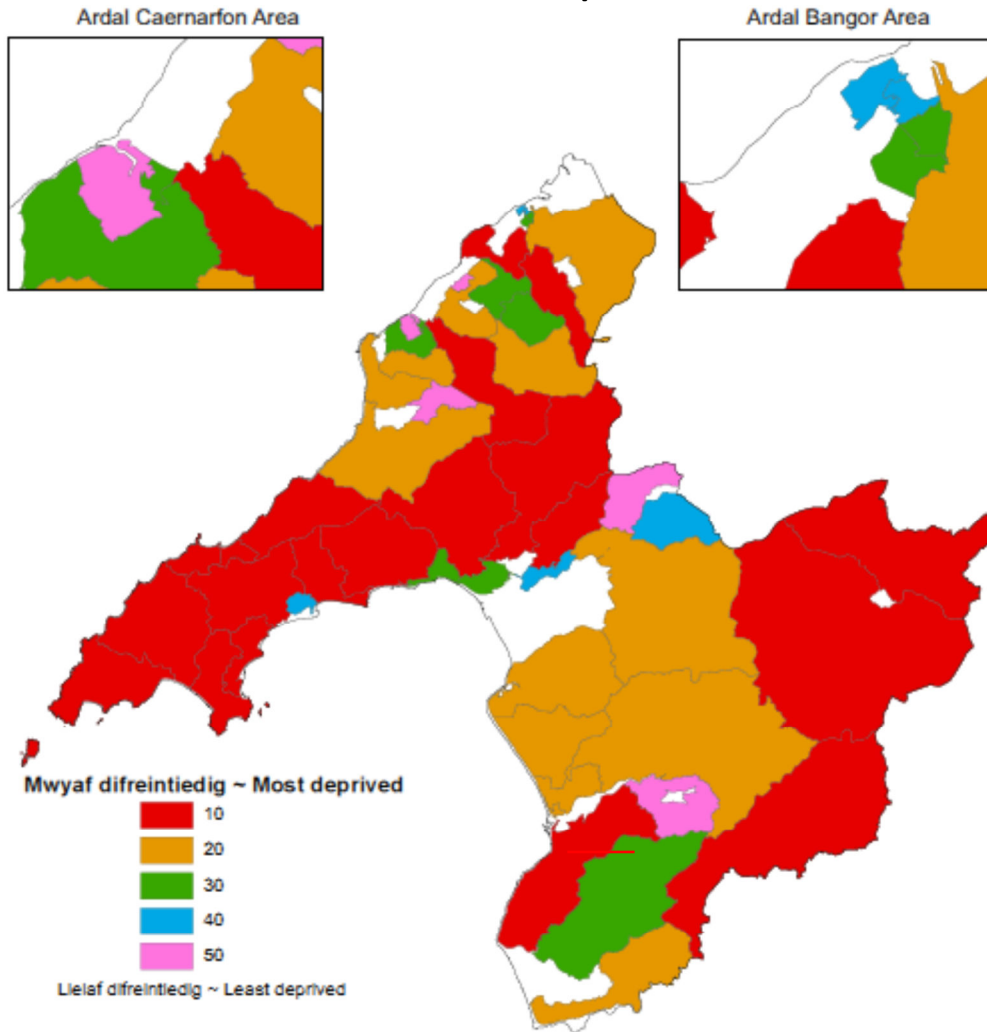 Ardal Caernarfon Area
Ardal Bangor Area
Mwyaf difreintiedig ~ Most deprived
10
20
30
40
50
Lleiaf difreintiedig ~ Least deprived